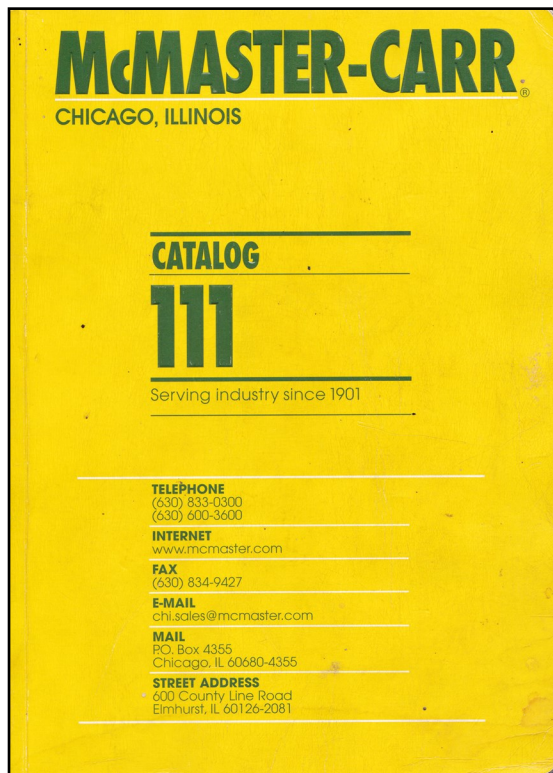 McMASTER-CARR®
CHICAGO, ILLINOIS
CATALOG
111
Serving industry since 1901
TELEPHONE
(630) 833-0300
(630) 600-3600
INTERNET
www.mcmaster.com
FAX
(630) 834-9427
E-MAIL
chi.sales@mcmaster.com
MAIL
P.O. Box 4355
Chicago, IL 60680-4355
STREET ADDRESS
600 County Line Road
Elmhurst, IL 60126-2081